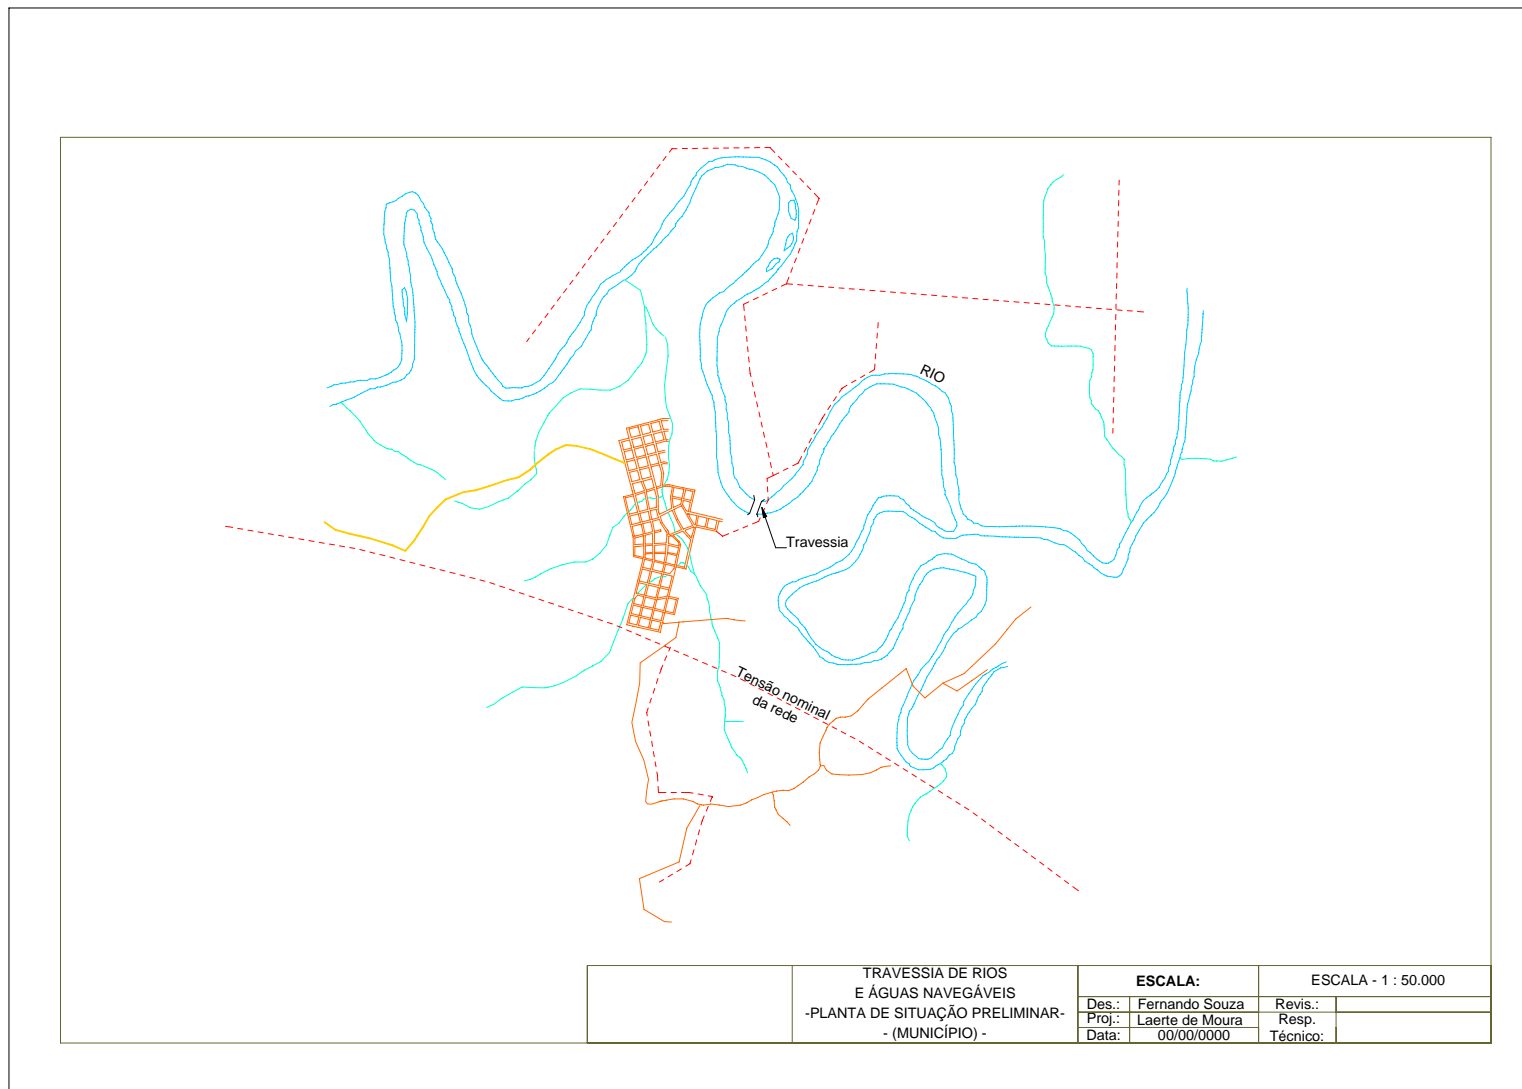 RIO
Travessia
Tensão nominal
da rede
TRAVESSIA DE RIOS
E ÁGUAS NAVEGÁVEIS
-PLANTA DE SITUAÇÃO PRELIMINAR-
- (MUNICÍPIO) -
ESCALA:
ESCALA - 1 : 50.000
Des.: Fernando Souza Revis.:
Proj.: Laerte de Moura Resp.
Data: 00/00/0000 Técnico: